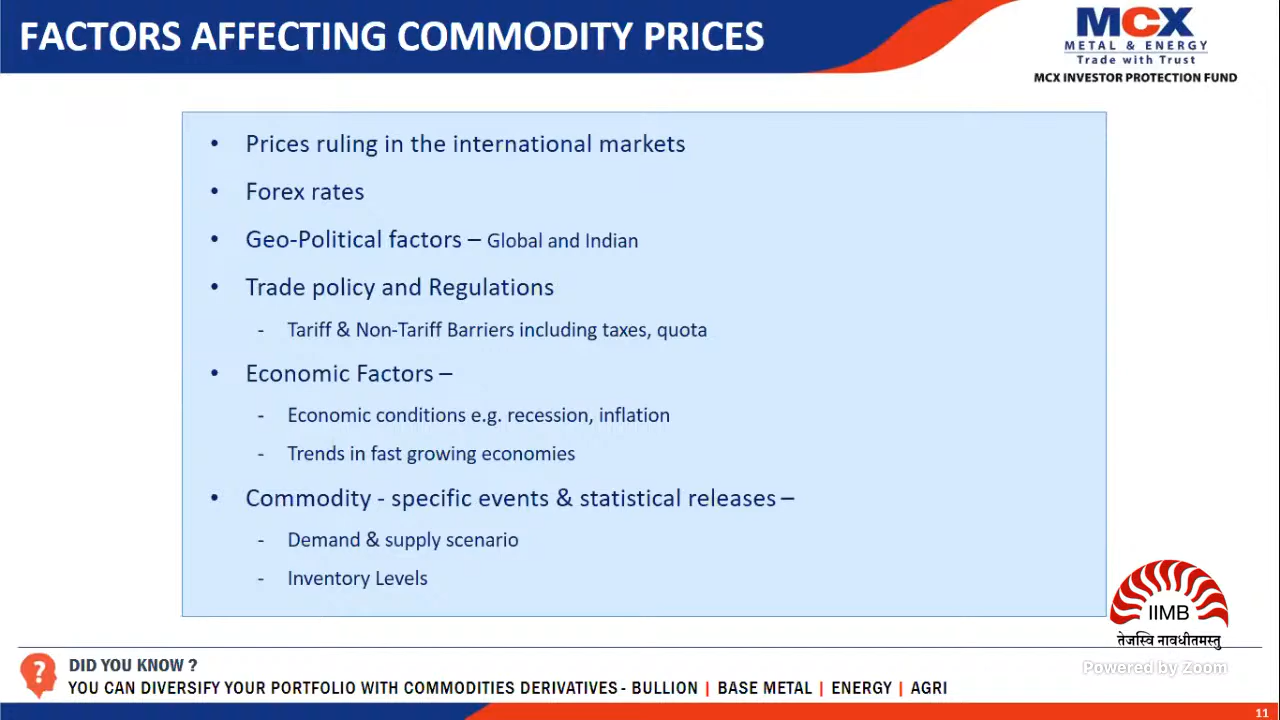 FACTORS AFFECTING COMMODITY PRICES
MCX
METAL & ENERGY
Trade with Trust
MCX INVESTOR PROTECTION FUND
• Prices ruling in the international markets
• Forex rates
• Geo-Political factors – Global and Indian
• Trade policy and Regulations
- Tariff & Non-Tariff Barriers including taxes, quota
• Economic Factors –
- Economic conditions e.g. recession, inflation
- Trends in fast growing economies
• Commodity - specific events & statistical releases –
- Demand & supply scenario
- Inventory Levels
IIMB
तेजस्वि नावधीतमस्तु
Powered by Zoom
?
DID YOU KNOW ?
YOU CAN DIVERSIFY YOUR PORTFOLIO WITH COMMODITIES DERIVATIVES - BULLION | BASE METAL | ENERGY | AGRI
11